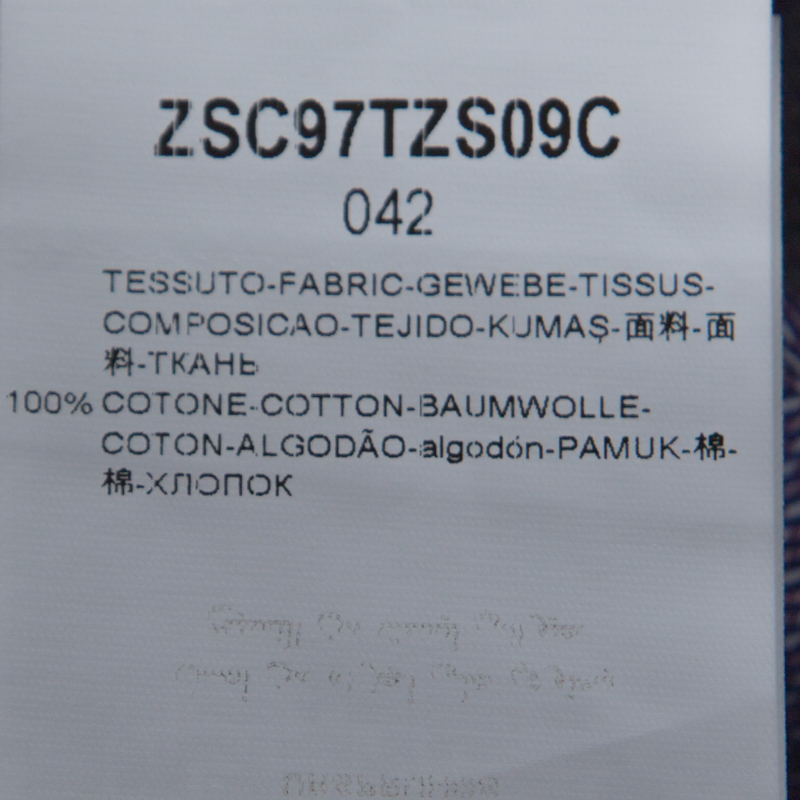 ZSC97TZS09C
042
TESSUTO-FABRIC-GEWEBE-TISSUS-
COMPOSICAO-TEJIDO-KUMAŞ-面料-面
料-ТКАНЬ
100% COTONE-COTTON-BAUMWOLLE-
COTON-ALGODÃO-algodón-PAMUK-棉-
棉-ХЛОПОК